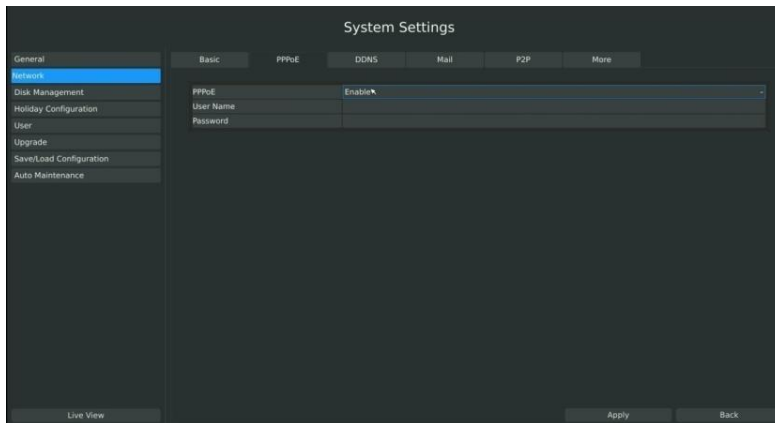 System Settings
General
Network
Disk Management
Holiday Configuration
User
Upgrade
Save/Load Configuration
Auto Maintenance
Basic PPPoE DDNS Mail P2P More
PPPoE Enable
User Name
Password
Live View Apply Back